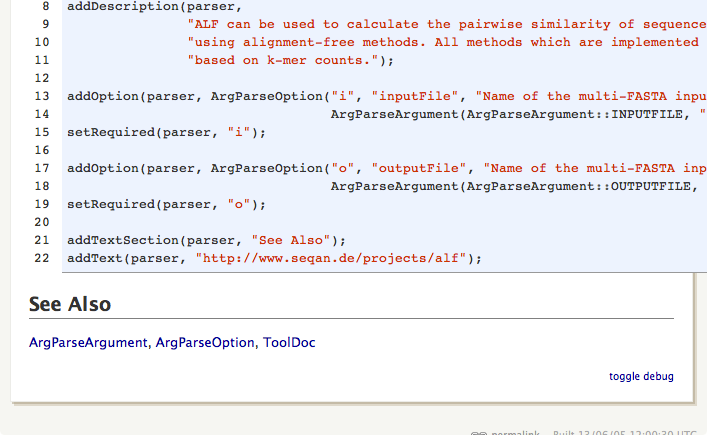 8 addDescription(parser,
9 "ALF can be used to calculate the pairwise similarity of sequence
10 "using alignment-free methods. All methods which are implemented
11 "based on k-mer counts.");
12
13 addOption(parser, ArgParseOption("i", "inputFile", "Name of the multi-FASTA inpu
14 ArgParseArgument(ArgParseArgument::INPUTFILE, "
15 setRequired(parser, "i");
16
17 addOption(parser, ArgParseOption("o", "outputFile", "Name of the multi-FASTA inp
18 ArgParseArgument(ArgParseArgument::OUTPUTFILE,
19 setRequired(parser, "o");
20
21 addTextSection(parser, "See Also");
22 addText(parser, "http://www.seqan.de/projects/alf");
See Also
ArgParseArgument, ArgParseOption, ToolDoc
toggle debug
permalink Built 13/06/05 12:00:30 UTC